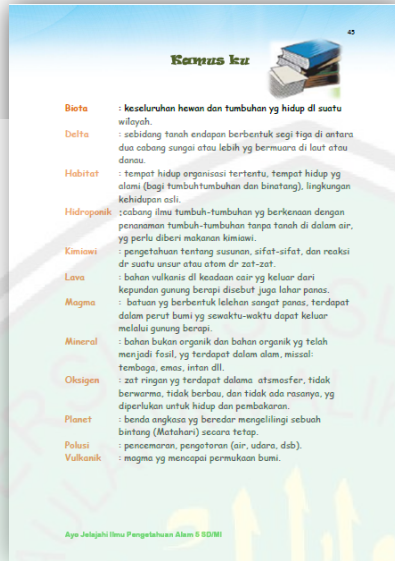 45
Kamus ku
Biota : keseluruhan hewan dan tumbuhan yg hidup dl suatu
wilayah.
Delta : sebidang tanah endapan berbentuk segi tiga di antara
dua cabang sungai atau lebih yg bermuara di laut atau
danau.
Habitat : tempat hidup organisasi tertentu, tempat hidup yg
alami (bagi tumbuhtumbuhan dan binatang), lingkungan
kehidupan asli.
Hidroponik :cabang ilmu tumbuh-tumbuhan yg berkenaan dengan
penanaman tumbuh-tumbuhan tanpa tanah di dalam air,
yg perlu diberi makanan kimiawi.
Kimiawi : pengetahuan tentang susunan, sifat-sifat, dan reaksi
dr suatu unsur atau atom dr zat-zat.
Lava : bahan vulkanis dl keadaan cair yg keluar dari
kepundan gunung berapi disebut juga lahar panas.
Magma : batuan yg berbentuk lelehan sangat panas, terdapat
dalam perut bumi yg sewaktu-waktu dapat keluar
melalui gunung berapi.
Mineral : bahan bukan organik dan bahan organik yg telah
menjadi fosil, yg terdapat dalam alam, missal:
tembaga, emas, intan dll.
Oksigen : zat ringan yg terdapat dalama atsmosfer, tidak
berwarma, tidak berbau, dan tidak ada rasanya, yg
diperlukan untuk hidup dan pembakaran.
Planet : benda angkasa yg beredar mengelilingi sebuah
bintang (Matahari) secara tetap.
Polusi : pencemaran, pengotoran (air, udara, dsb).
Vulkanik : magma yg mencapai permukaan bumi.
Ayo Jelajahi Ilmu Pengetahuan Alam 5 SD/MI